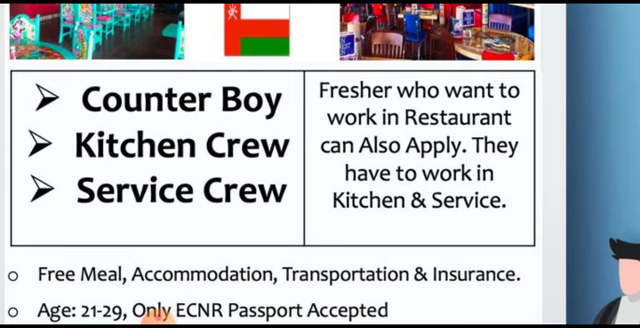 ➢ Counter Boy
➢ Kitchen Crew
➢ Service Crew
Fresher who want to
work in Restaurant
can Also Apply. They
have to work in
Kitchen & Service.
o Free Meal, Accommodation, Transportation & Insurance.
o Age: 21-29, Only ECNR Passport Accepted